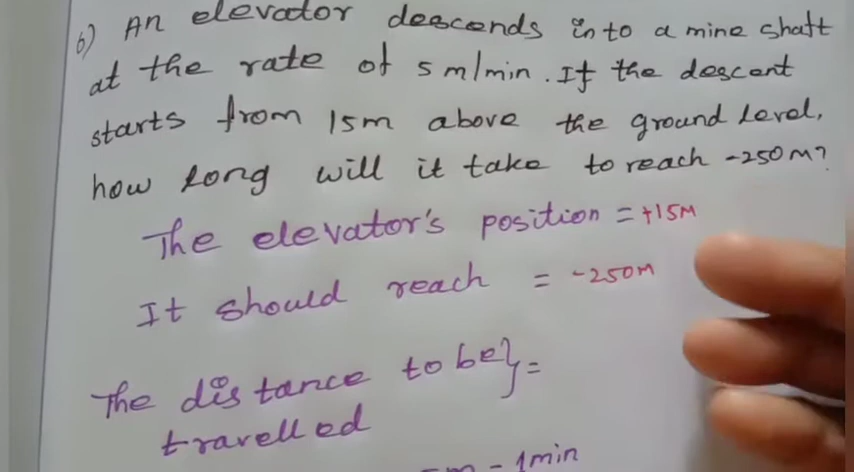 6) An elevator descends into a mine shaft
at the rate of 5 m/min. If the descent
starts from 15m above the ground level,
how long will it take to reach -250m?
The elevator's position = +15m
It should reach = -250m
The distance to be} =
travelled
- 1min